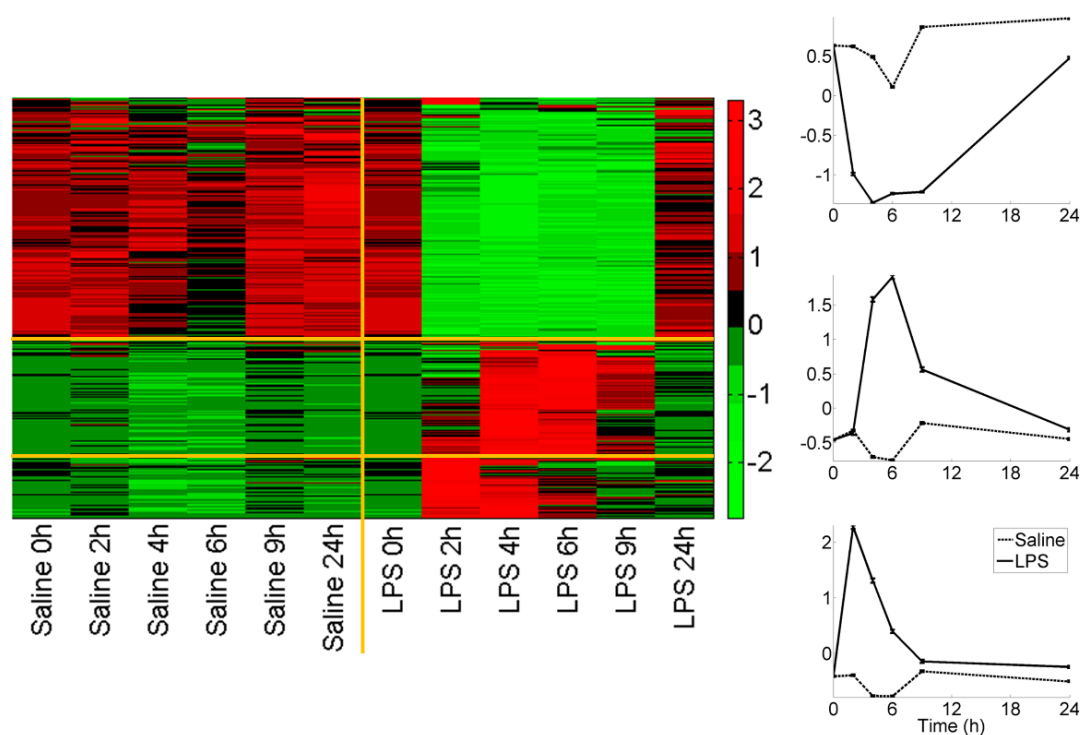 3
2
1
0
-1
-2
Saline 0h
Saline 2h
Saline 4h
Saline 6h
Saline 9h
Saline 24h
LPS 0h
LPS 2h
LPS 4h
LPS 6h
LPS 9h
LPS 24h
0.5
0
-0.5
-1
0 6 12 18 24
1.5
1
0.5
0
-0.5
0 6 12 18 24
2
1
0
Saline
LPS
0 6 12 18 24
Time (h)